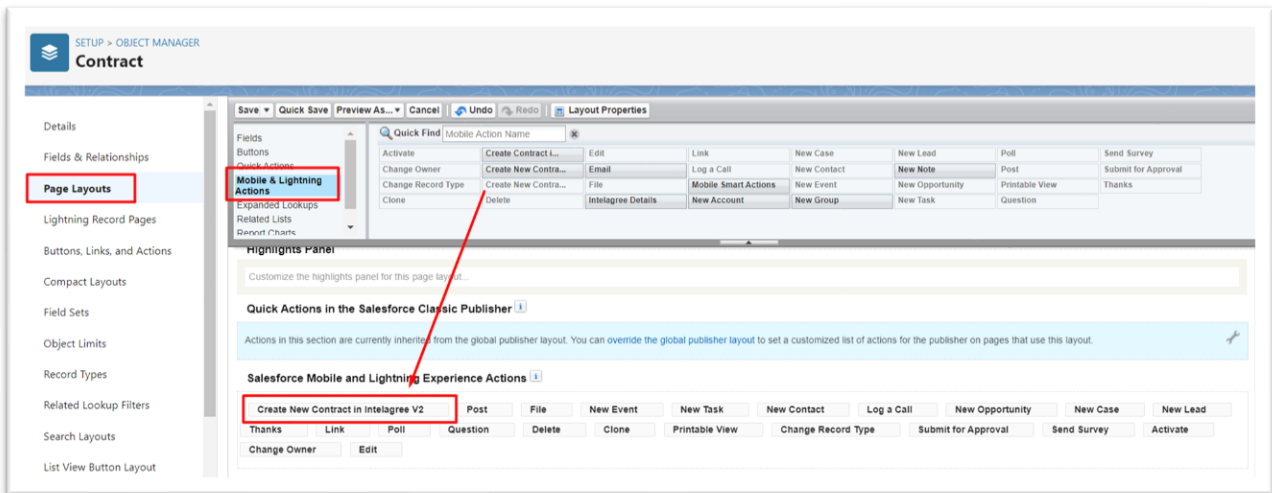 SETUP > OBJECT MANAGER
Contract
Details
Fields & Relationships
Page Layouts
Lightning Record Pages
Buttons, Links, and Actions
Compact Layouts
Field Sets
Object Limits
Record Types
Related Lookup Filters
Search Layouts
List View Button Layout
Save Quick Save Preview As... Cancel Undo Redo Layout Properties
Fields
Buttons
Quick Actions
Mobile & Lightning
Actions
Expanded Lookups
Related Lists
Report Charts
Quick Find Mobile Action Name
Activate Create Contract i... Edit Link New Case New Lead Poll Send Survey
Change Owner Create New Contra... Email Log a Call New Contact New Note Post Submit for Approval
Change Record Type Create New Contra... File Mobile Smart Actions New Event New Opportunity Printable View Thanks
Clone Delete Intelagree Details New Account New Group New Task Question
Highlights Panel
Customize the highlights panel for this page layout...
Quick Actions in the Salesforce Classic Publisher i
Actions in this section are currently inherited from the global publisher layout. You can override the global publisher layout to set a customized list of actions for the publisher on pages that use this layout.
Salesforce Mobile and Lightning Experience Actions i
Create New Contract in Intelagree V2 Post File New Event New Task New Contact Log a Call New Opportunity New Case New Lead
Thanks Link Poll Question Delete Clone Printable View Change Record Type Submit for Approval Send Survey Activate
Change Owner Edit